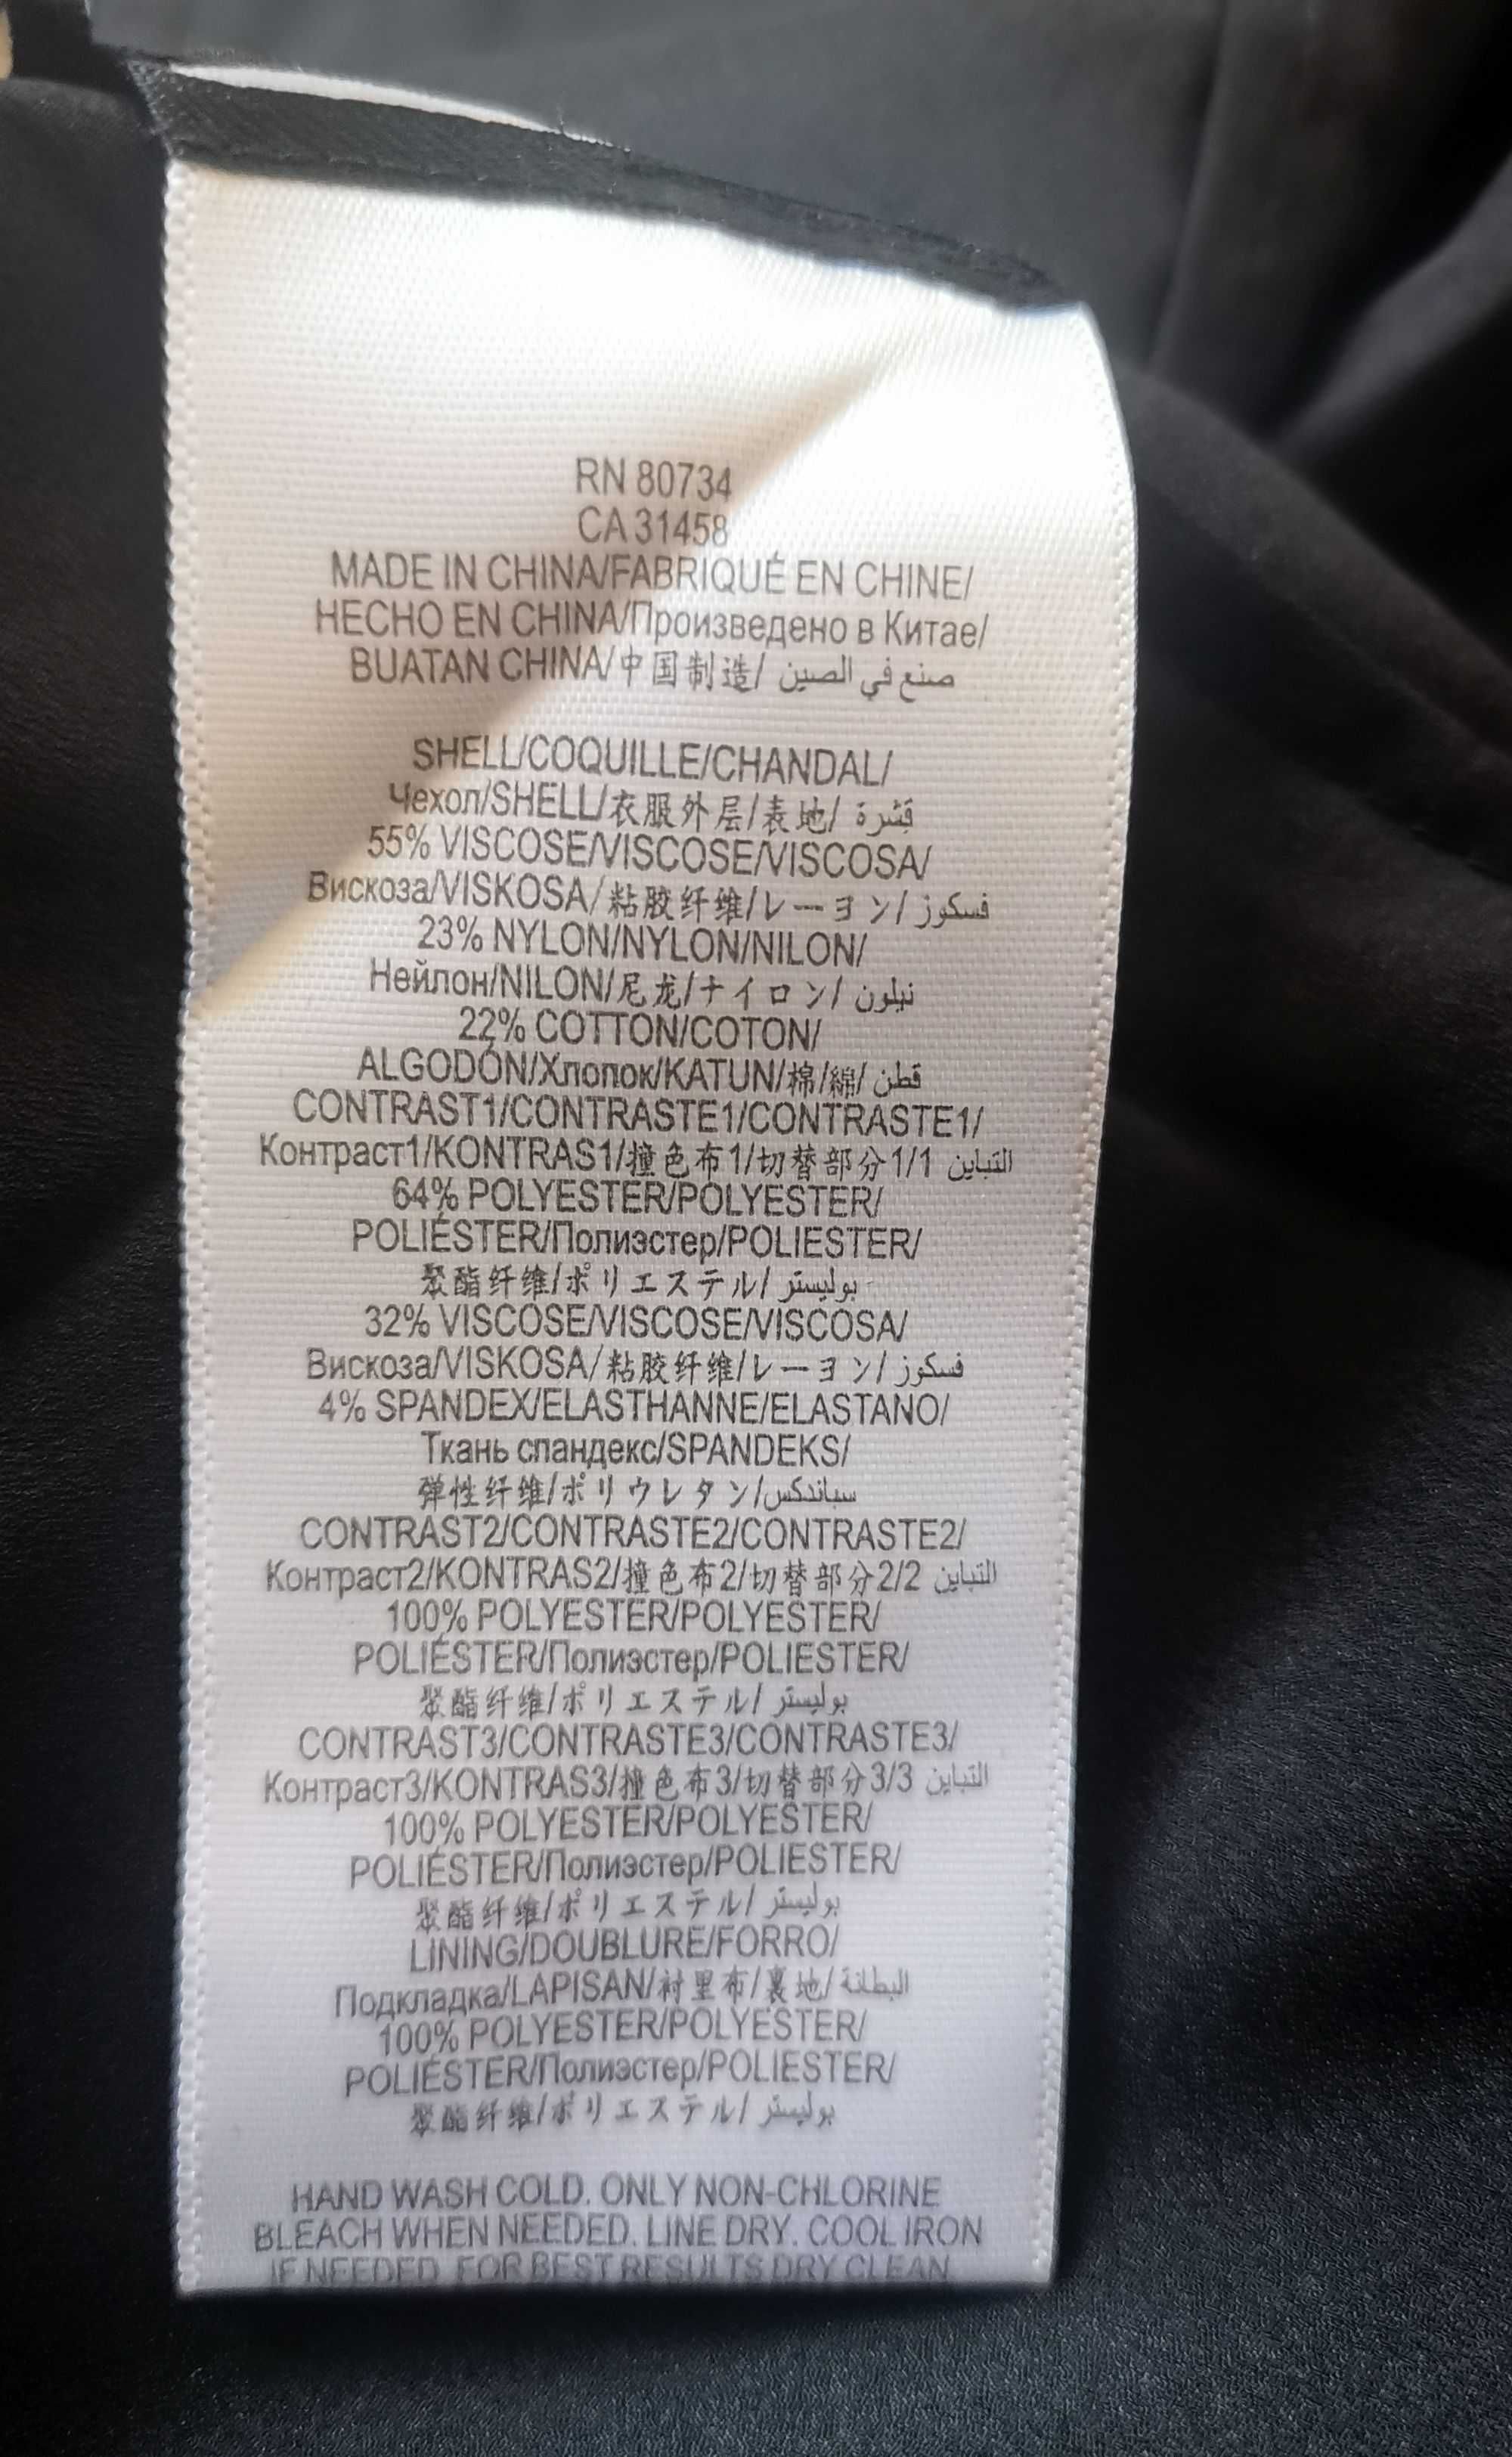 RN 80734
CA 31458
MADE IN CHINA/FABRIQUÉ EN CHINE/
HECHO EN CHINA/Произведено в Китае/
BUATAN CHINA/中国制造/ صنع في الصين
SHELL/COQUILLE/CHANDAL/
Чехол/SHELL/衣服外层/表地/ قشرة
55% VISCOSE/VISCOSE/VISCOSA/
Вискоза/VISKOSA/粘胶纤维/レーヨン/ فسكوز
23% NYLON/NYLON/NILON/
Нейлон/NILON/尼龙/ナイロン/ نيلون
22% COTTON/COTON/
ALGODÓN/Хлопок/KATUN/棉/綿/ قطن
CONTRAST1/CONTRASTE1/CONTRASTE1/
Контраст1/KONTRAS1/撞色布1/切替部分1/1 التباين
64% POLYESTER/POLYESTER/
POLIÉSTER/Полиэстер/POLIESTER/
聚酯纤维/ポリエステル/ بوليستر
32% VISCOSE/VISCOSE/VISCOSA/
Вискоза/VISKOSA/粘胶纤维/レーヨン/ فسكوز
4% SPANDEX/ELASTHANNE/ELASTANO/
Ткань спандекс/SPANDEKS/
弹性纤维/ポリウレタン/سباندكس
CONTRAST2/CONTRASTE2/CONTRASTE2/
Контраст2/KONTRAS2/撞色布2/切替部分2/2 التباين
100% POLYESTER/POLYESTER/
POLIÉSTER/Полиэстер/POLIESTER/
聚酯纤维/ポリエステル/ بوليستر
CONTRAST3/CONTRASTE3/CONTRASTE3/
Контраст3/KONTRAS3/撞色布3/切替部分3/3 التباين
100% POLYESTER/POLYESTER/
POLIÉSTER/Полиэстер/POLIESTER/
聚酯纤维/ポリエステル/ بوليستر
LINING/DOUBLURE/FORRO/
Подкладка/LAPISAN/衬里布/裏地/ البطانة
100% POLYESTER/POLYESTER/
POLIÉSTER/Полиэстер/POLIESTER/
聚酯纤维/ポリエステル/ بوليستر
HAND WASH COLD. ONLY NON-CHLORINE
BLEACH WHEN NEEDED. LINE DRY. COOL IRON
IF NEEDED. FOR BEST RESULTS DRY CLEAN.